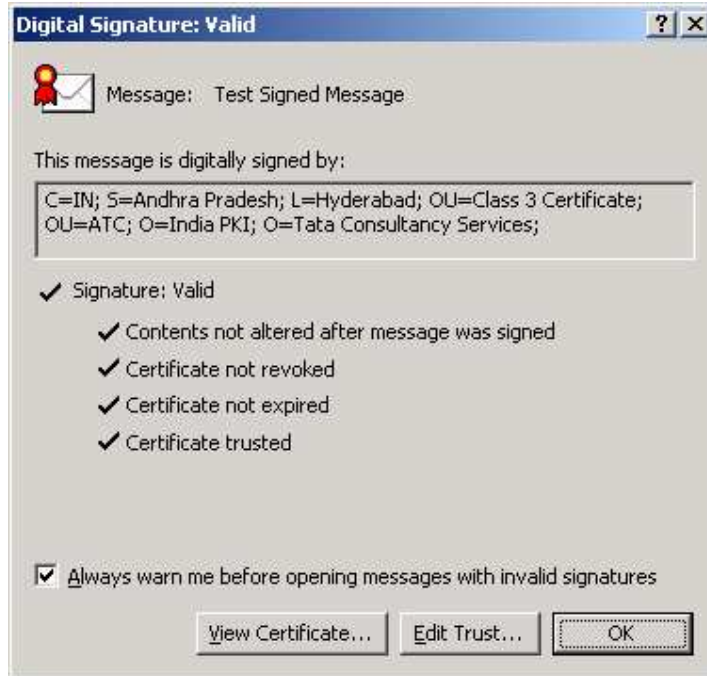 Digital Signature: Valid
Message: Test Signed Message
This message is digitally signed by:
C=IN; S=Andhra Pradesh; L=Hyderabad; OU=Class 3 Certificate;
OU=ATC; O=India PKI; O=Tata Consultancy Services;
Signature: Valid
Contents not altered after message was signed
Certificate not revoked
Certificate not expired
Certificate trusted
Always warn me before opening messages with invalid signatures
View Certificate... Edit Trust... OK